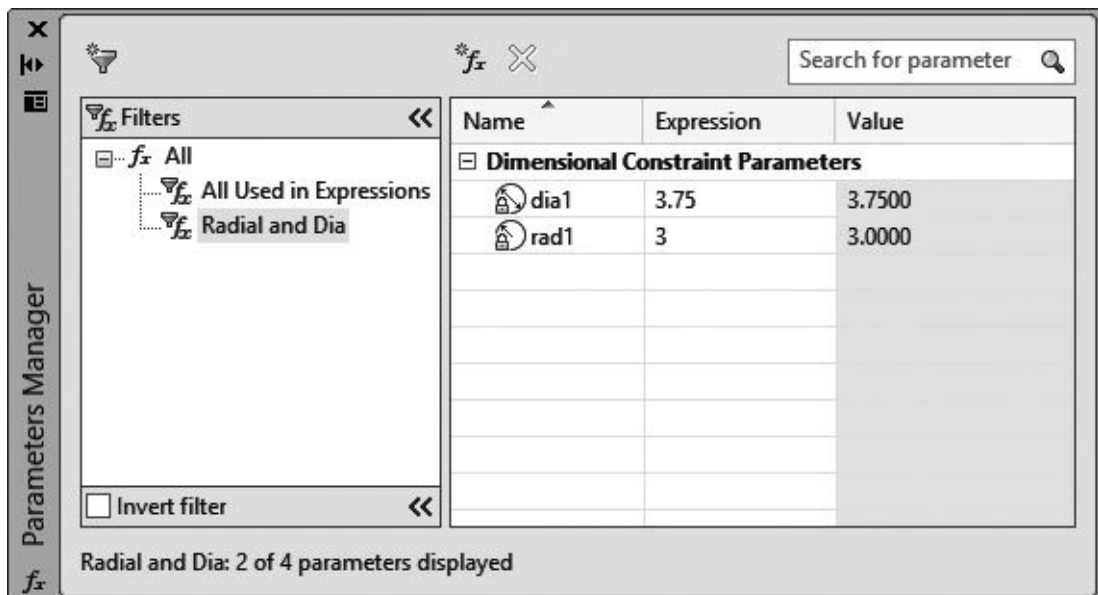 Search for parameter
Filters
Name Expression Value
All
Dimensional Constraint Parameters
All Used in Expressions
dia1 3.75 3.7500
Radial and Dia
rad1 3 3.0000
Invert filter
Radial and Dia: 2 of 4 parameters displayed
Parameters Manager